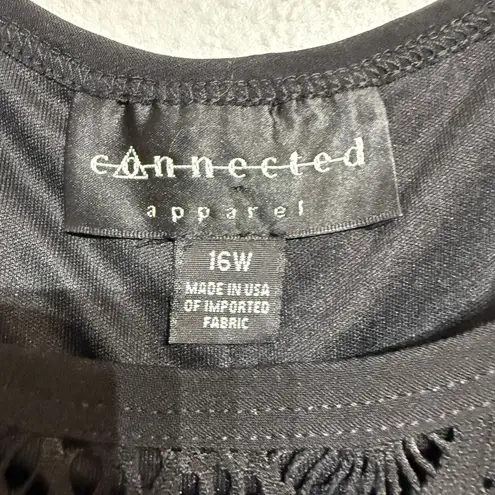 connected
apparel
16W
MADE IN USA
OF IMPORTED
FABRIC